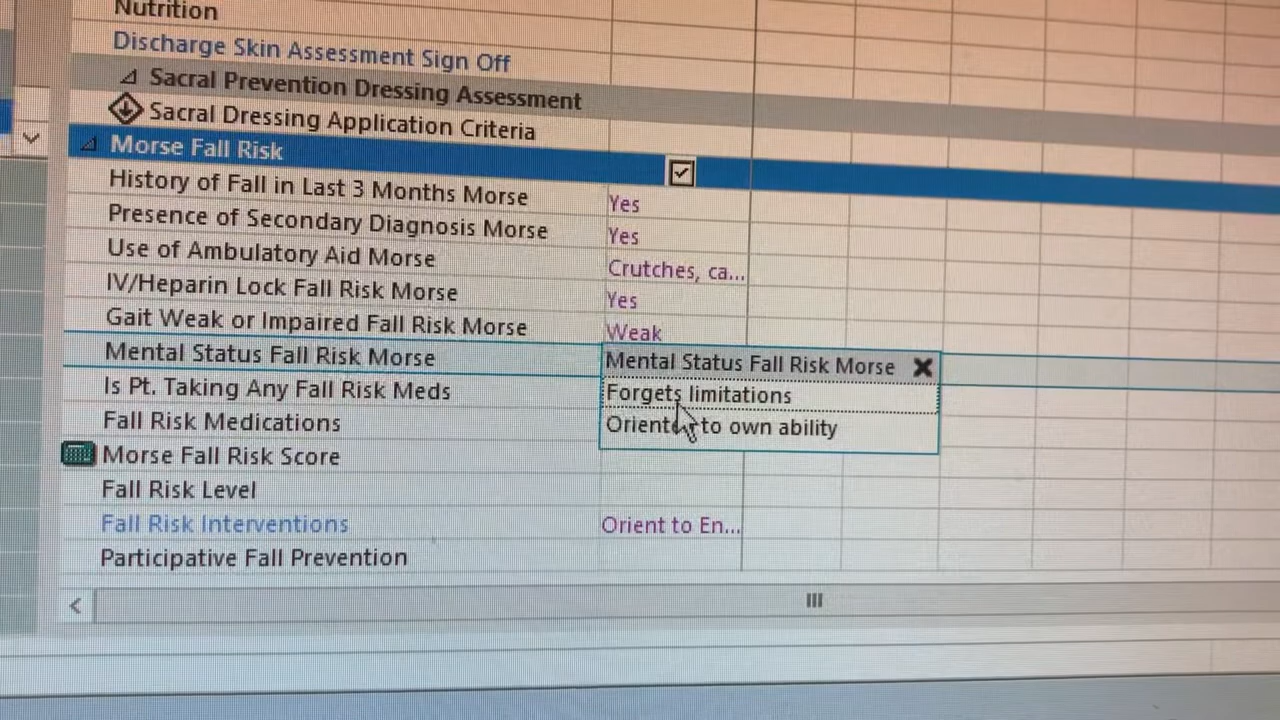 Nutrition
Discharge Skin Assessment Sign Off
Sacral Prevention Dressing Assessment
Sacral Dressing Application Criteria
Morse Fall Risk
History of Fall in Last 3 Months Morse Yes
Presence of Secondary Diagnosis Morse Yes
Use of Ambulatory Aid Morse Crutches, ca...
IV/Heparin Lock Fall Risk Morse Yes
Gait Weak or Impaired Fall Risk Morse Weak
Mental Status Fall Risk Morse Mental Status Fall Risk Morse
Is Pt. Taking Any Fall Risk Meds Forgets limitations
Fall Risk Medications Oriented to own ability
Morse Fall Risk Score
Fall Risk Level
Fall Risk Interventions Orient to En...
Participative Fall Prevention